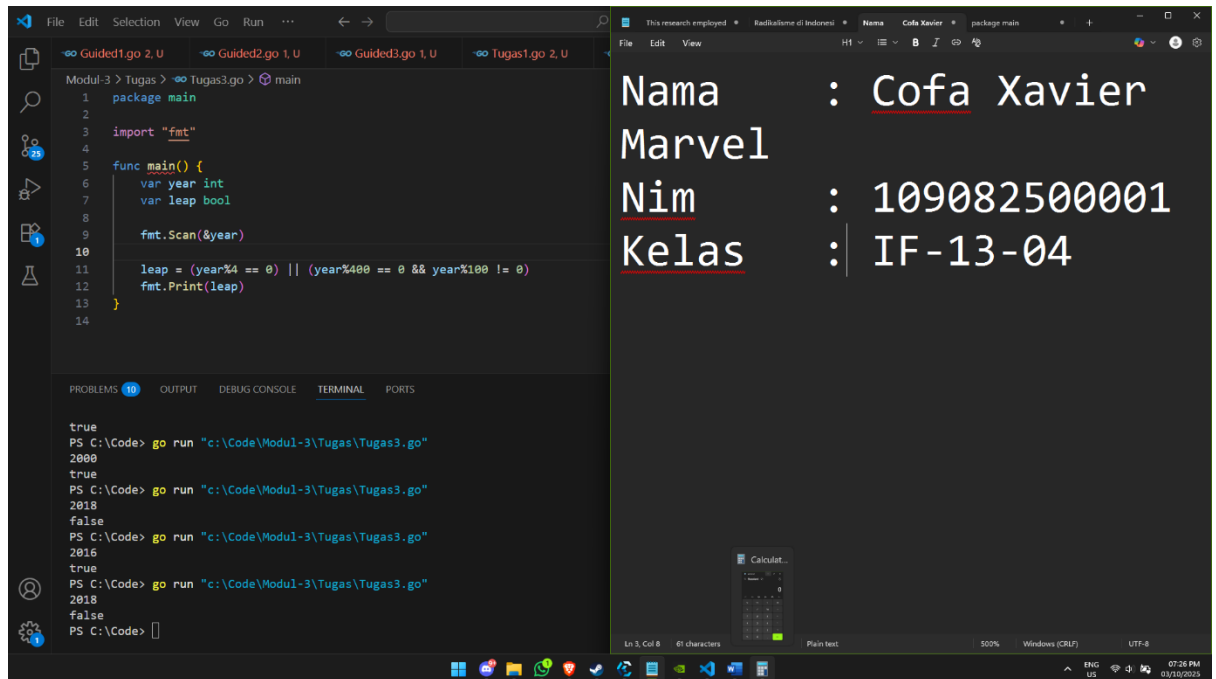 File Edit Selection View Go Run ···
Guided1.go 2, U Guided2.go 1, U Guided3.go 1, U Tugas1.go 2, U
Modul-3 > Tugas > Tugas3.go > main
1 package main
2
3 import "fmt"
4
5 func main() {
6 var year int
7 var leap bool
8
9 fmt.Scan(&year)
10
11 leap = (year%4 == 0) || (year%400 == 0 && year%100 != 0)
12 fmt.Print(leap)
13 }
14
25
1
1
PROBLEMS 10 OUTPUT DEBUG CONSOLE TERMINAL PORTS
true
PS C:\Code> go run "c:\Code\Modul-3\Tugas\Tugas3.go"
2000
true
PS C:\Code> go run "c:\Code\Modul-3\Tugas\Tugas3.go"
2018
false
PS C:\Code> go run "c:\Code\Modul-3\Tugas\Tugas3.go"
2016
true
PS C:\Code> go run "c:\Code\Modul-3\Tugas\Tugas3.go"
2018
false
PS C:\Code>
This research employed Radikalisme di Indonesi Nama Cofa Xavier package main
File Edit View H1 B I
Nama : Cofa Xavier
Marvel
Nim : 109082500001
Kelas : IF-13-04
Calculat...
Ln 3, Col 8 61 characters Plain text 500% Windows (CRLF) UTF-8
ENG
US
07:26 PM
03/10/2025